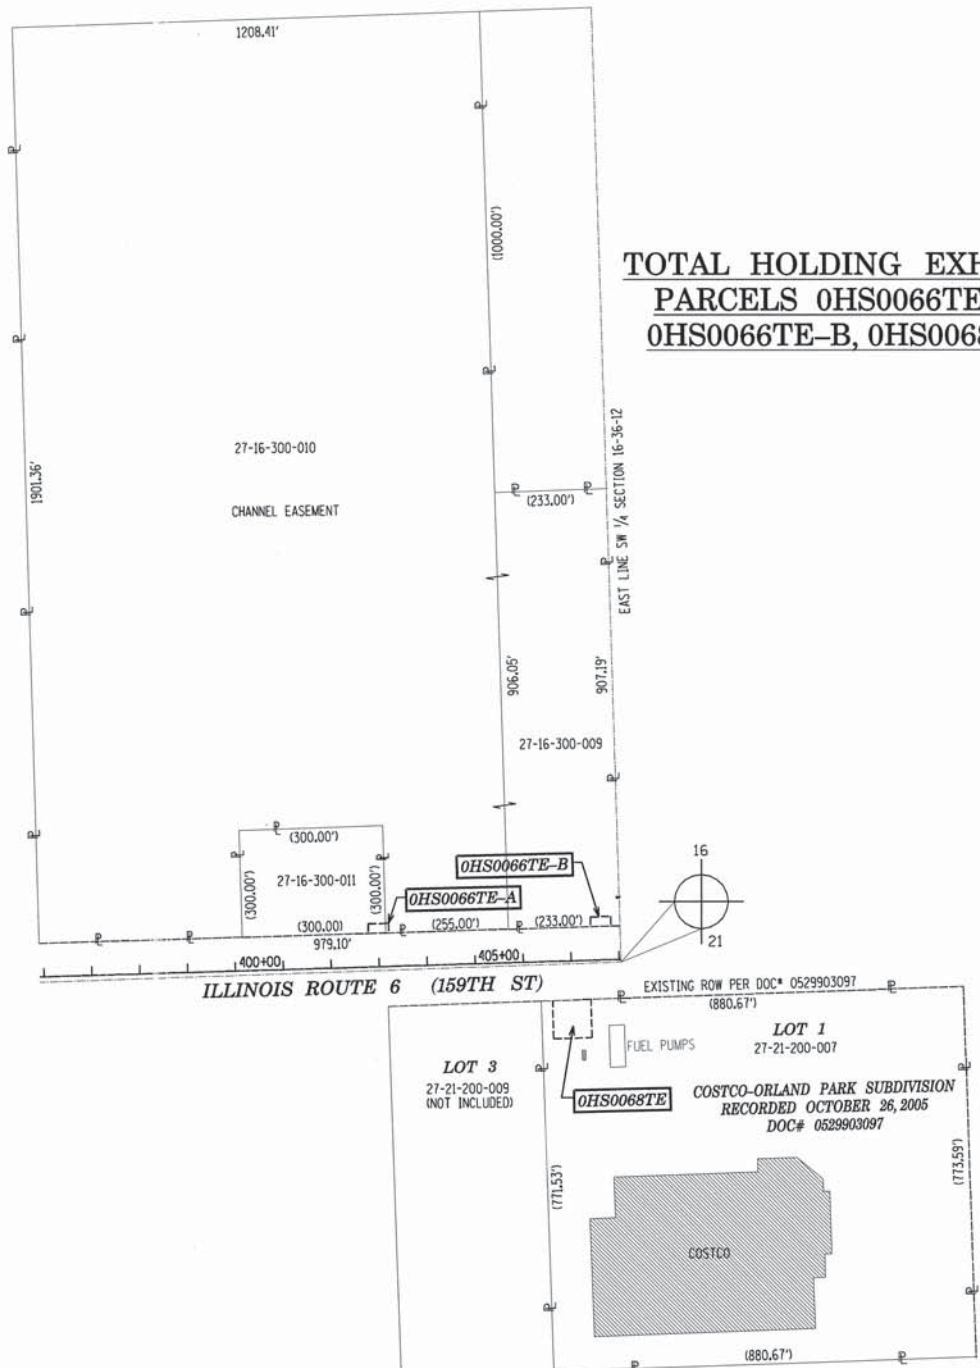 1208.41'
(1000.00')
TOTAL HOLDING
PARCELS 0HS0066TE
0HS0066TE-B,
1901.36'
27-16-300-010
CHANNEL EASEMENT
(233.00')
EAST LINE SW 1/4 SECTION 16-36-12
906.05'
907.19'
27-16-300-009
(300.00')
(300.00')
27-16-300-011
(300.00')
0HS0066TE-B
0HS0066TE-A
(300.00)
(255.00')
(233.00')
979.10'
16
21
400+00
405+00
ILLINOIS ROUTE 6 (159TH ST)
EXISTING ROW PER DOC# 0529903097
(880.67')
LOT 3
27-21-200-009
(NOT INCLUDED)
FUEL PUMPS
LOT 1
27-21-200-007
0HS0068TE
COSTCO-ORLAND PARK SUBDIVISION
RECORDED OCTOBER 26, 2005
DOC# 0529903097
(771.53')
(773.59')
COSTCO
(880.67')